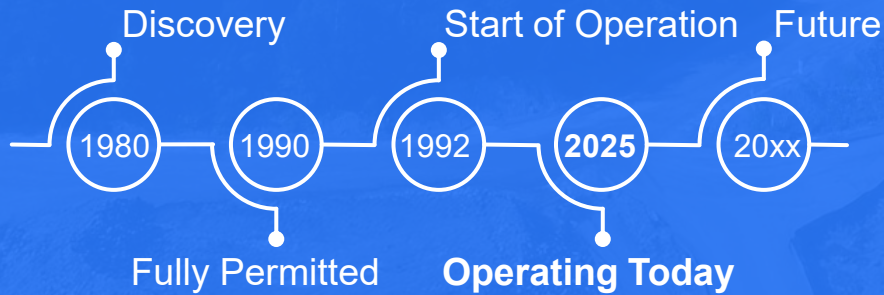 Discovery
Start of Operation
Future
1980
1990
1992
2025
20xx
Fully Permitted
Operating Today